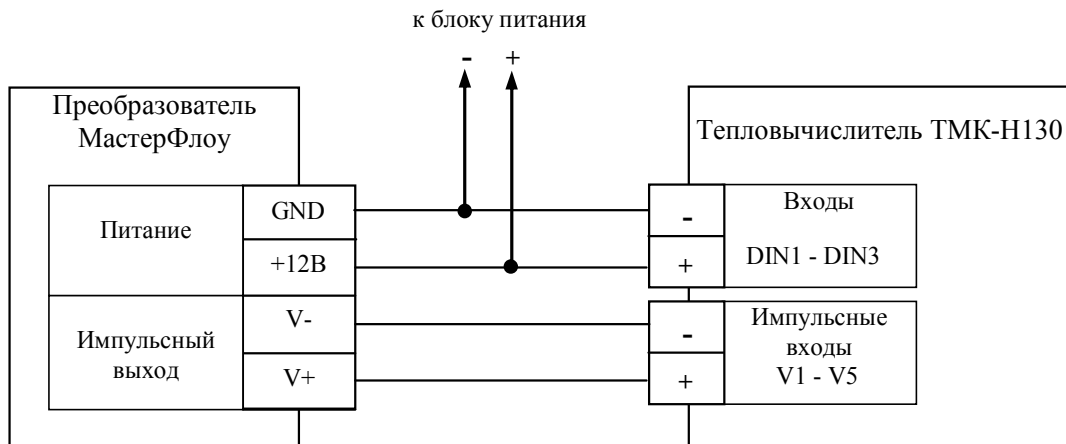 к блоку питания
- +
Преобразователь
МастерФлоу
Тепловычислитель ТМК-Н130
Питание
GND
+12В
Импульсный
выход
V-
V+
-
+
Входы
DIN1 - DIN3
-
+
Импульсные
входы
V1 - V5